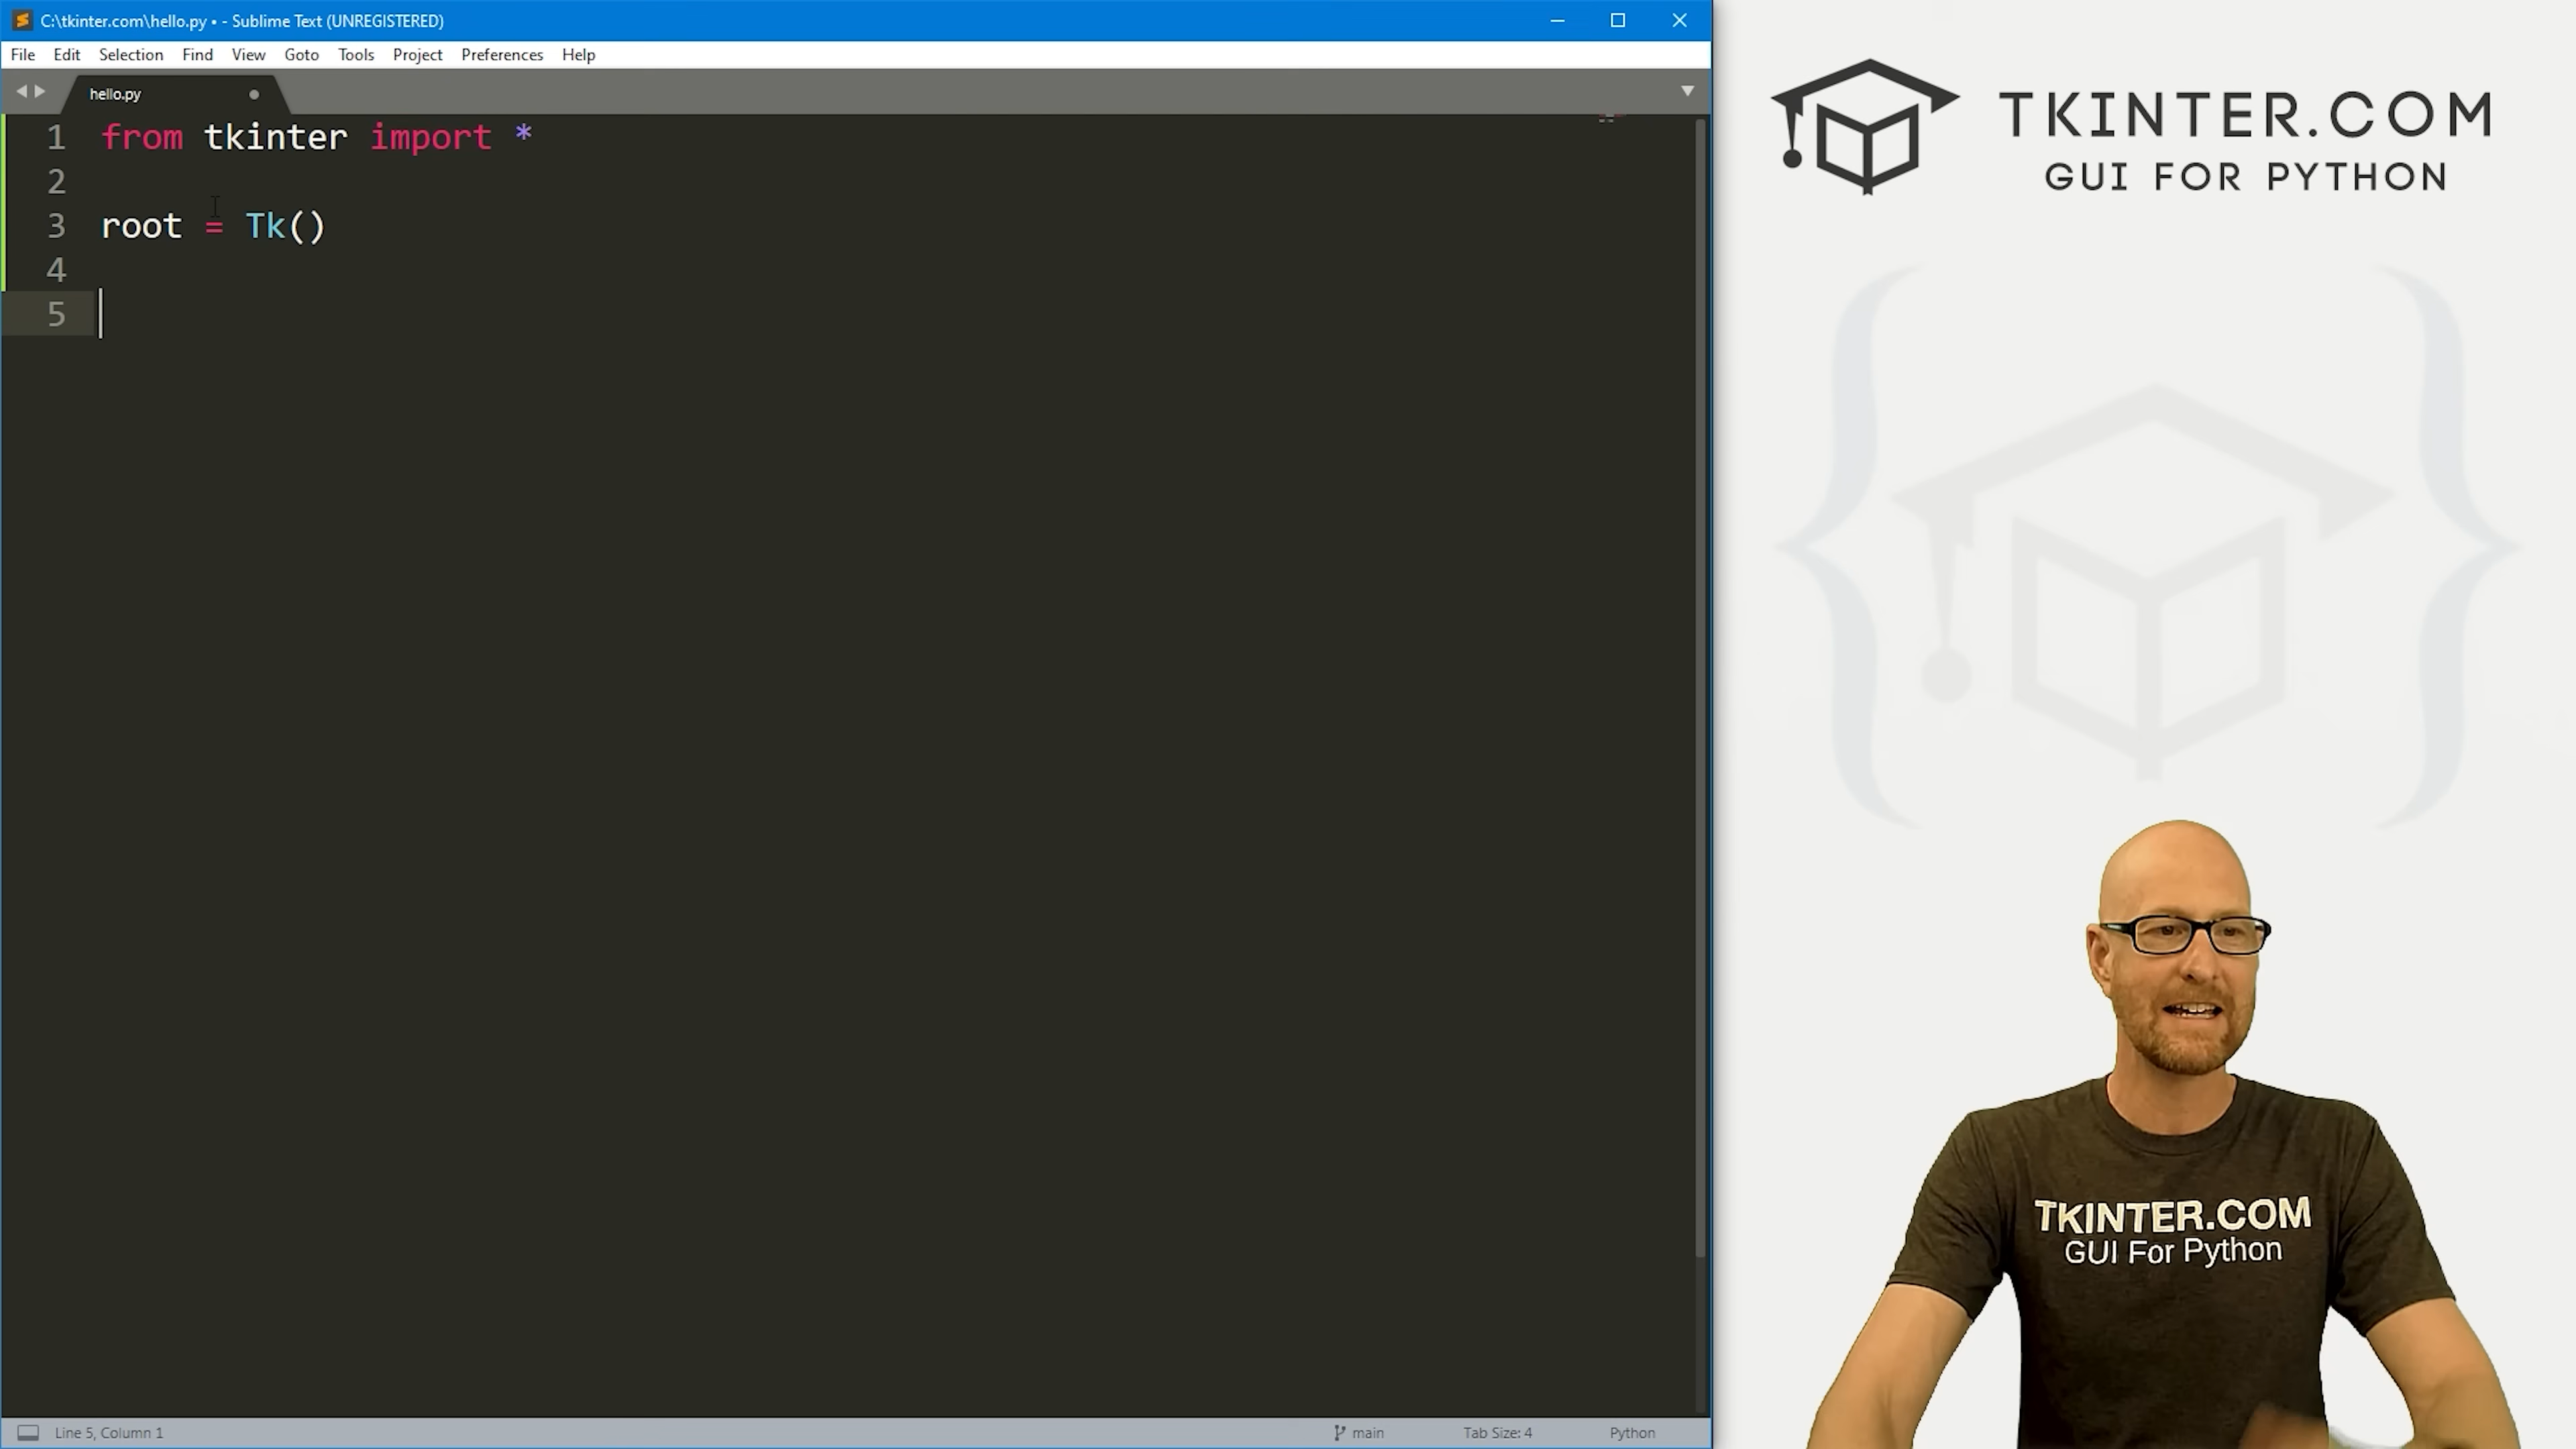 C:\tkinter.com\hello.py • - Sublime Text (UNREGISTERED)
File Edit Selection Find View Goto Tools Project Preferences Help
hello.py
1 from tkinter import *
2
3 root = Tk()
4
5
Line 5, Column 1
main
Tab Size: 4
Python
TKINTER.COM
GUI FOR PYTHON
TKINTER.COM
GUI For Python